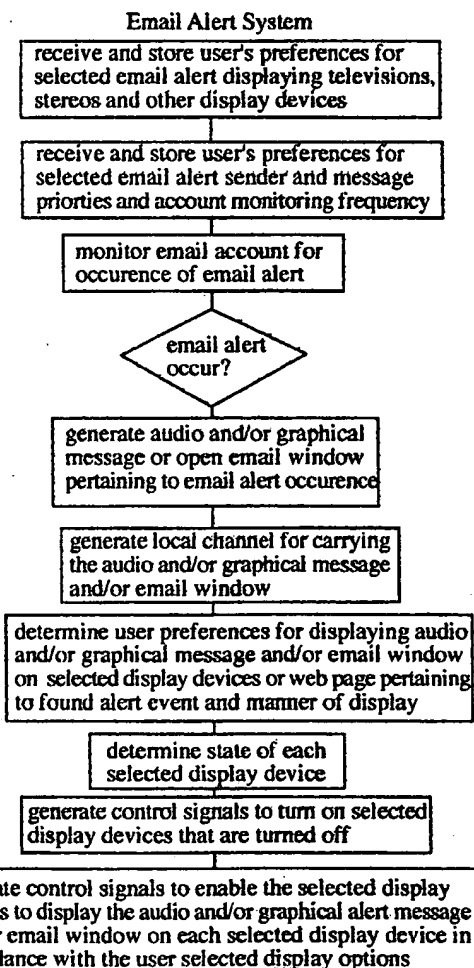 Email Alert System
receive and store user's preferences for
selected email alert displaying televisions,
stereos and other display devices
receive and store user's preferences for
selected email alert sender and message
priorties and account monitoring frequency
monitor email account for
occurence of email alert
email alert
occur?
generate audio and/or graphical
message or open email window
pertaining to email alert occurence
generate local channel for carrying
the audio and/or graphical message
and/or email window
determine user preferences for displaying audio
and/or graphical message and/or email window
on selected display devices or web page pertaining
to found alert event and manner of display
determine state of each
selected display device
generate control signals to turn on selected
display devices that are turned off
control signals to enable the selected display
to display the audio and/or graphical alert message
email window on each selected display device in
with the user selected display options